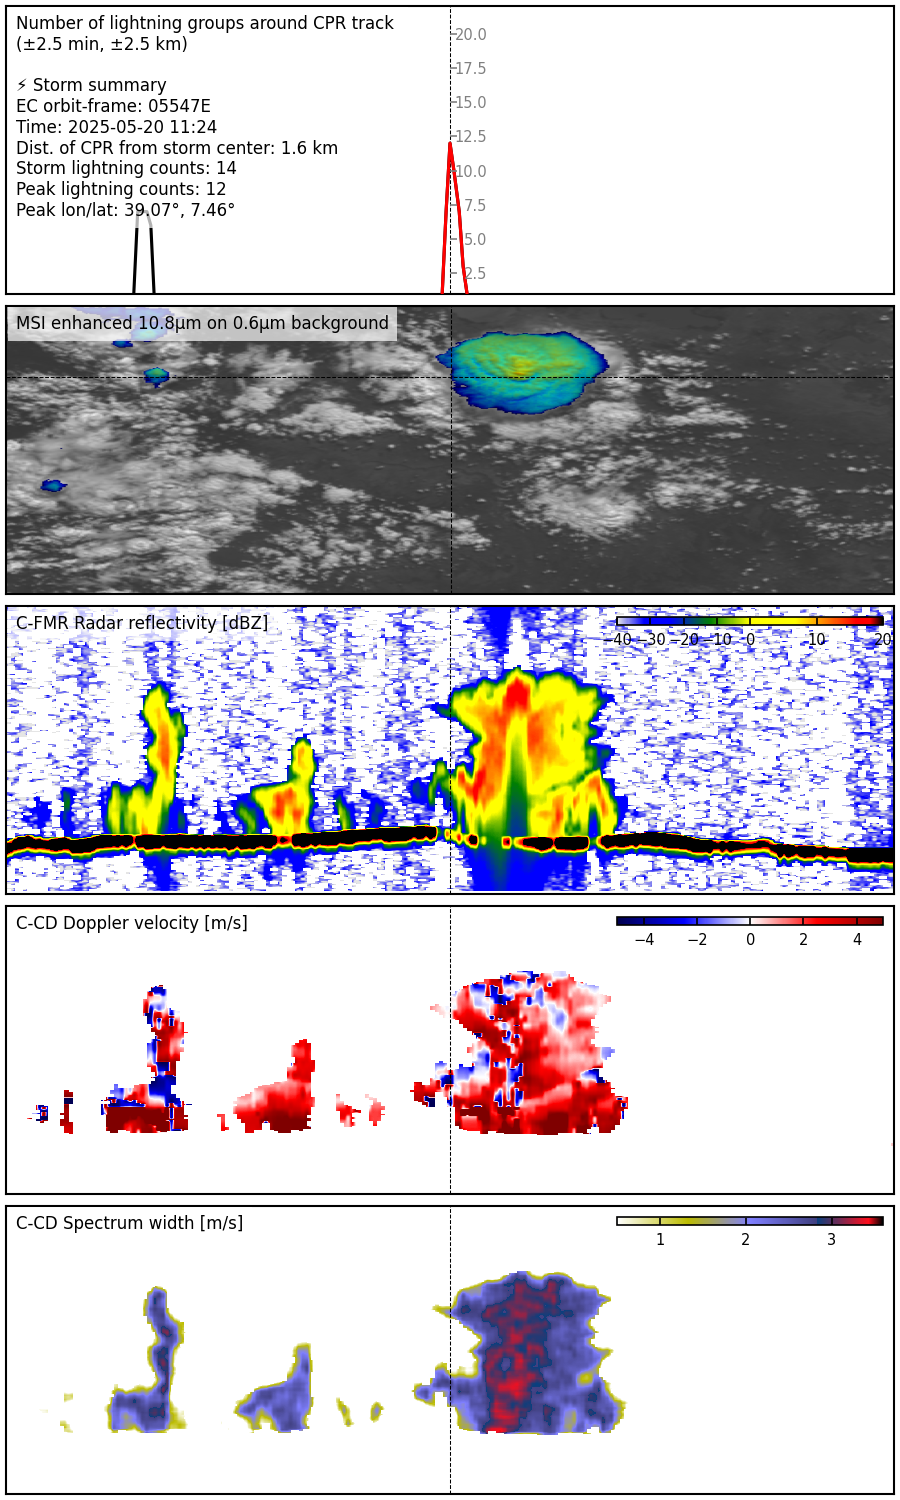 Number of lightning groups around CPR track
(±2.5 min, ±2.5 km)
⚡ Storm summary
EC orbit-frame: 05547E
Time: 2025-05-20 11:24
Dist. of CPR from storm center: 1.6 km
Storm lightning counts: 14
Peak lightning counts: 12
Peak lon/lat: 39.07°, 7.46°
20.0
17.5
15.0
12.5
10.0
7.5
5.0
2.5
MSI enhanced 10.8µm on 0.6µm background
C-FMR Radar reflectivity [dBZ]
−40 −30 −20 −10 0 10 20
C-CD Doppler velocity [m/s]
−4 −2 0 2 4
C-CD Spectrum width [m/s]
1 2 3